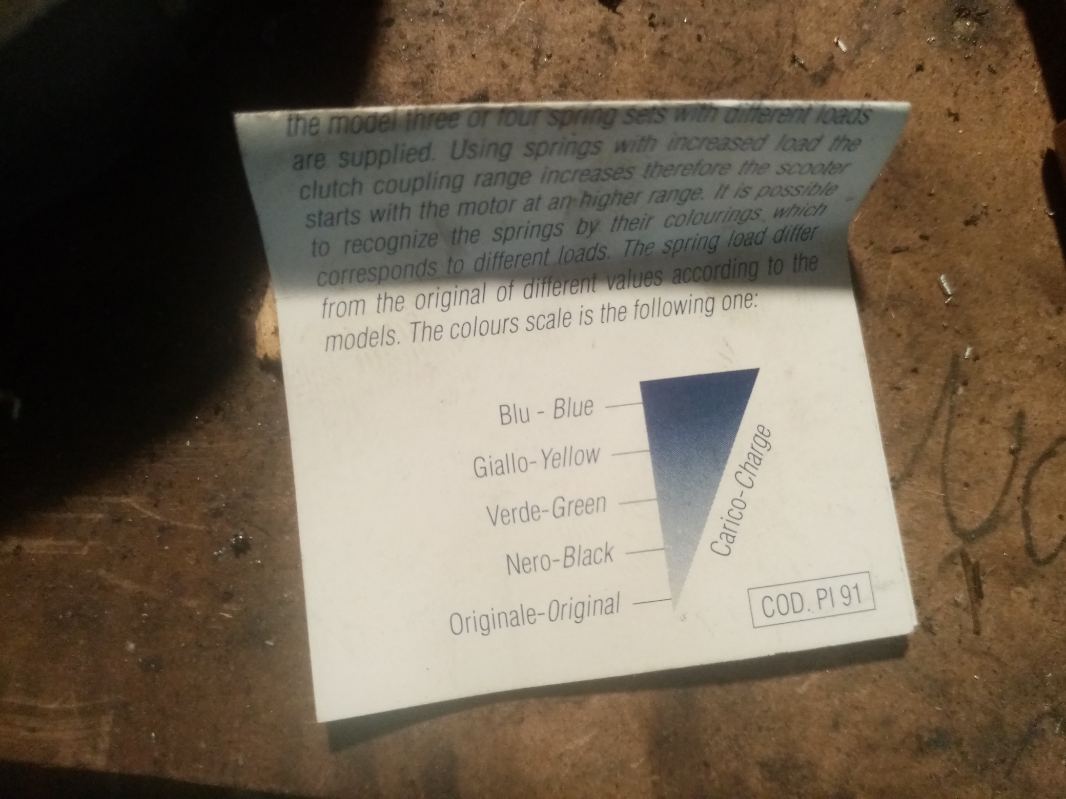 the model three or four spring sets with different loads
are supplied. Using springs with increased load the
clutch coupling range increases therefore the scooter
starts with the motor at an higher range. It is possible
to recognize the springs by their colourings which
corresponds to different loads. The spring load differ
from the original of different values according to the
models. The colours scale is the following one:
Blu - Blue
Giallo-Yellow
Verde-Green
Nero-Black
Originale-Original
Carico-Charge
COD. PI 91